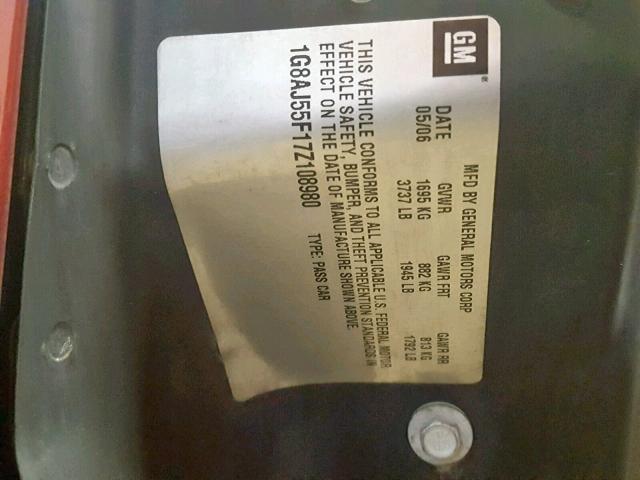 GM
MFD BY GENERAL MOTORS CORP
DATE GVWR GAWR FRT GAWR RR
05/06 1695 KG 882 KG 813 KG
3737 LB 1945 LB 1792 LB
THIS VEHICLE CONFORMS TO ALL APPLICABLE U.S. FEDERAL MOTOR
VEHICLE SAFETY, BUMPER, AND THEFT PREVENTION STANDARDS IN
EFFECT ON THE DATE OF MANUFACTURE SHOWN ABOVE.
1G8AJ55F17Z108980 TYPE: PASS CAR